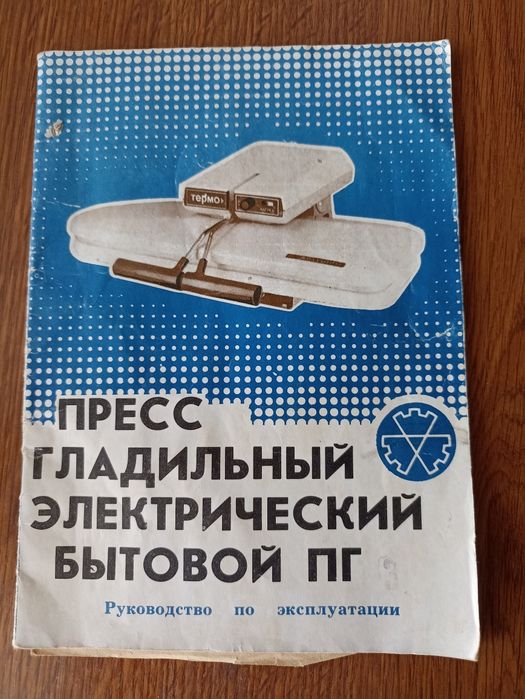 термо
ПРЕСС
ГЛАДИЛЬНЫЙ
ЭЛЕКТРИЧЕСКИЙ
БЫТОВОЙ ПГ
Руководство по эксплуатации